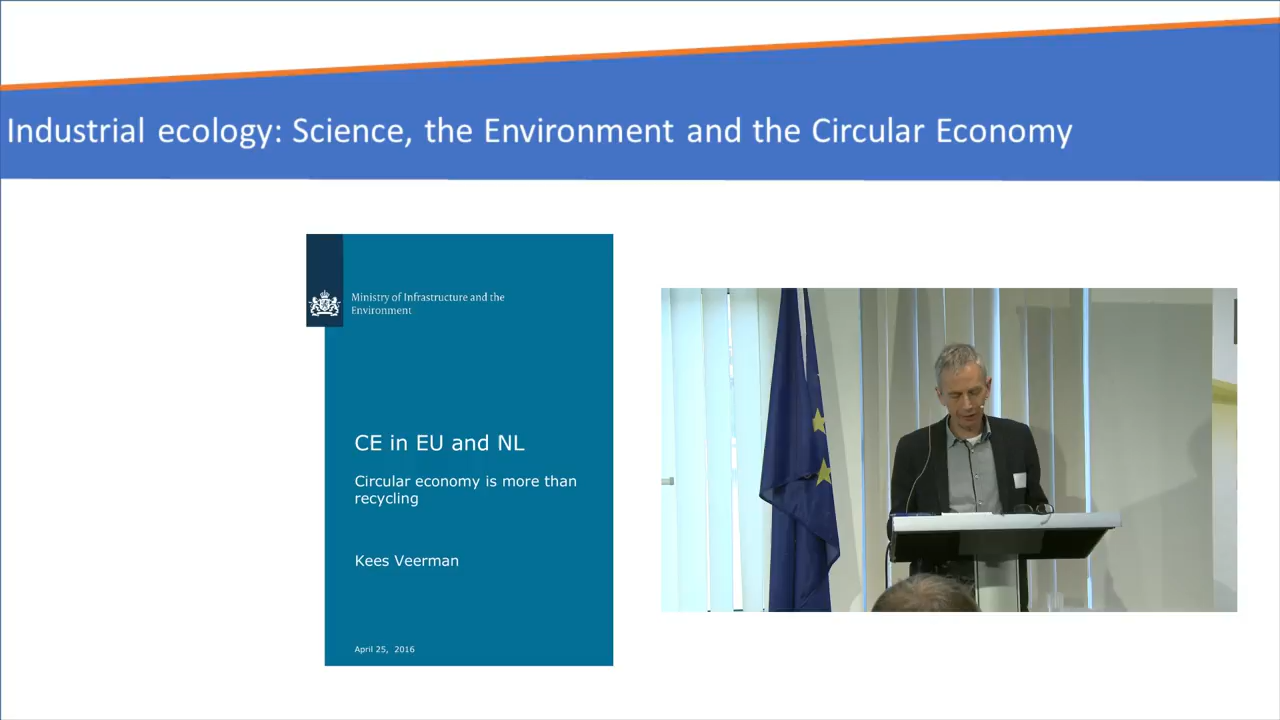 Industrial ecology: Science, the Environment and the Circular Economy
Ministry of Infrastructure and the
Environment
CE in EU and NL
Circular economy is more than
recycling
Kees Veerman
April 25, 2016